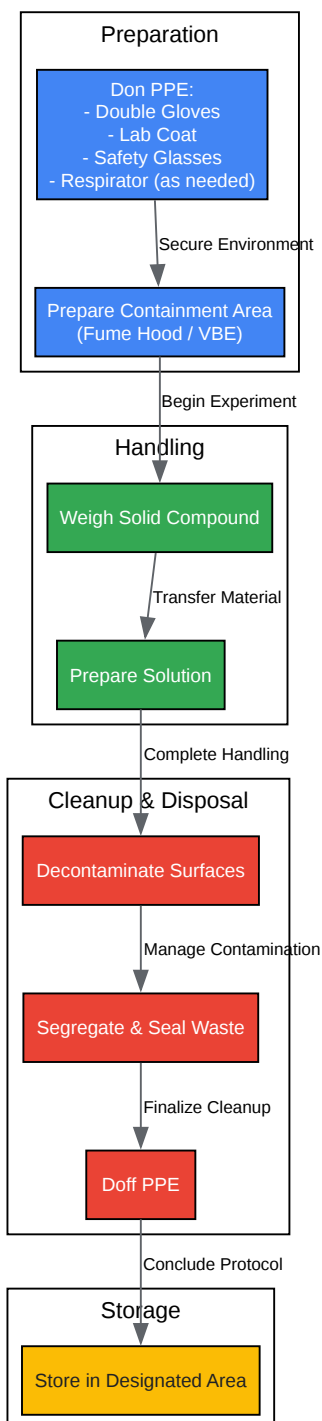 Preparation
Don PPE:
- Double Gloves
- Lab Coat
- Safety Glasses
- Respirator (as needed)
Secure Environment
Prepare Containment Area
(Fume Hood / VBE)
Begin Experiment
Handling
Weigh Solid Compound
Transfer Material
Prepare Solution
Complete Handling
Cleanup & Disposal
Decontaminate Surfaces
Manage Contamination
Segregate & Seal Waste
Finalize Cleanup
Doff PPE
Conclude Protocol
Storage
Store in Designated Area